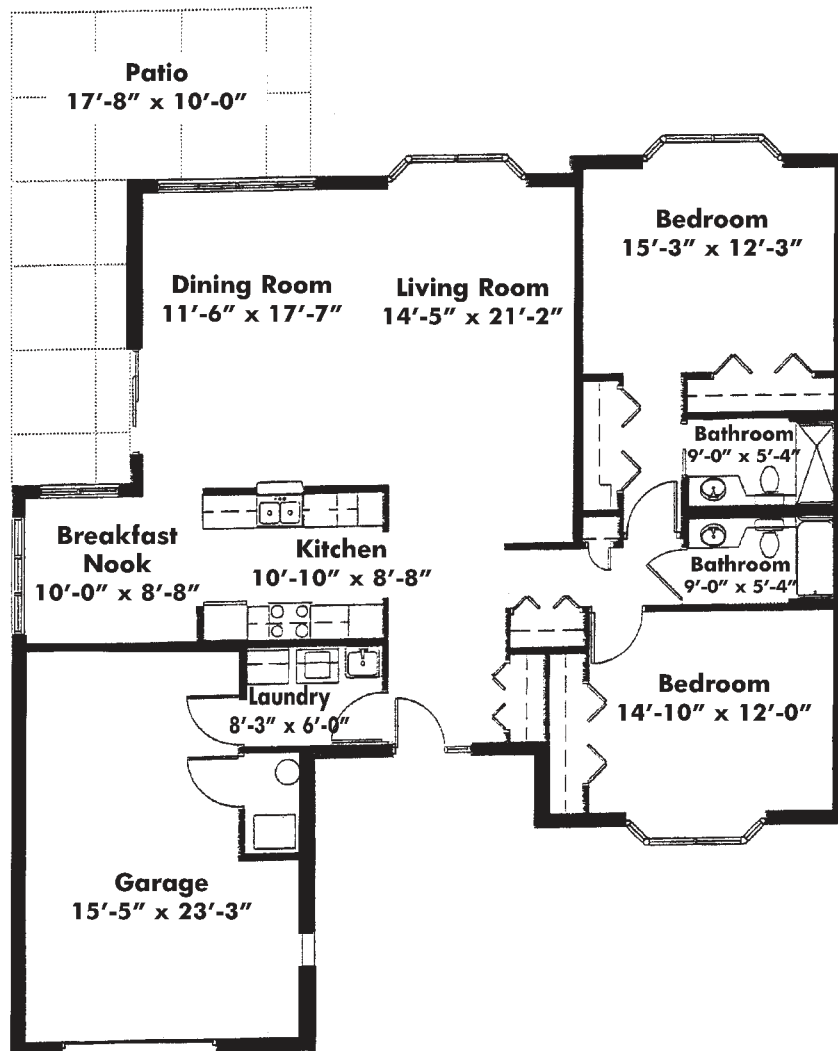 Patio
17’-8” x 10’-0”
Bedroom
15’-3” x 12’-3”
Dining Room
11’-6” x 17’-7”
Living Room
14’-5” x 21’-2”
Bathroom
9’-0” x 5’-4”
Breakfast
Nook
10’-0” x 8’-8”
Kitchen
10’-10” x 8’-8”
Bathroom
9’-0” x 5’-4”
Laundry
8’-3” x 6’-0”
Bedroom
14’-10” x 12’-0”
Garage
15’-5” x 23’-3”